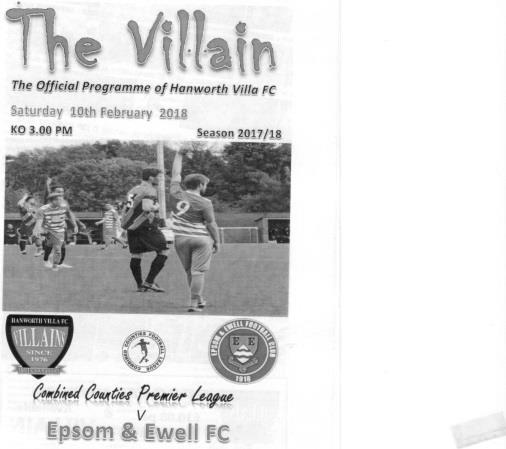 The Villain
The Official Programme of Hanworth Villa FC
Saturday 10th February 2018
KO 3.00 PM
Season 2017/18
9
HANWORTH VILLA F.C.
VILLAINS
SINCE
1976
COMBINED COUNTIES FOOTBALL LEAGUE
EPSOM & EWELL FOOTBALL CLUB
E E
1918
Combined Counties Premier League
V
Epsom & Ewell FC